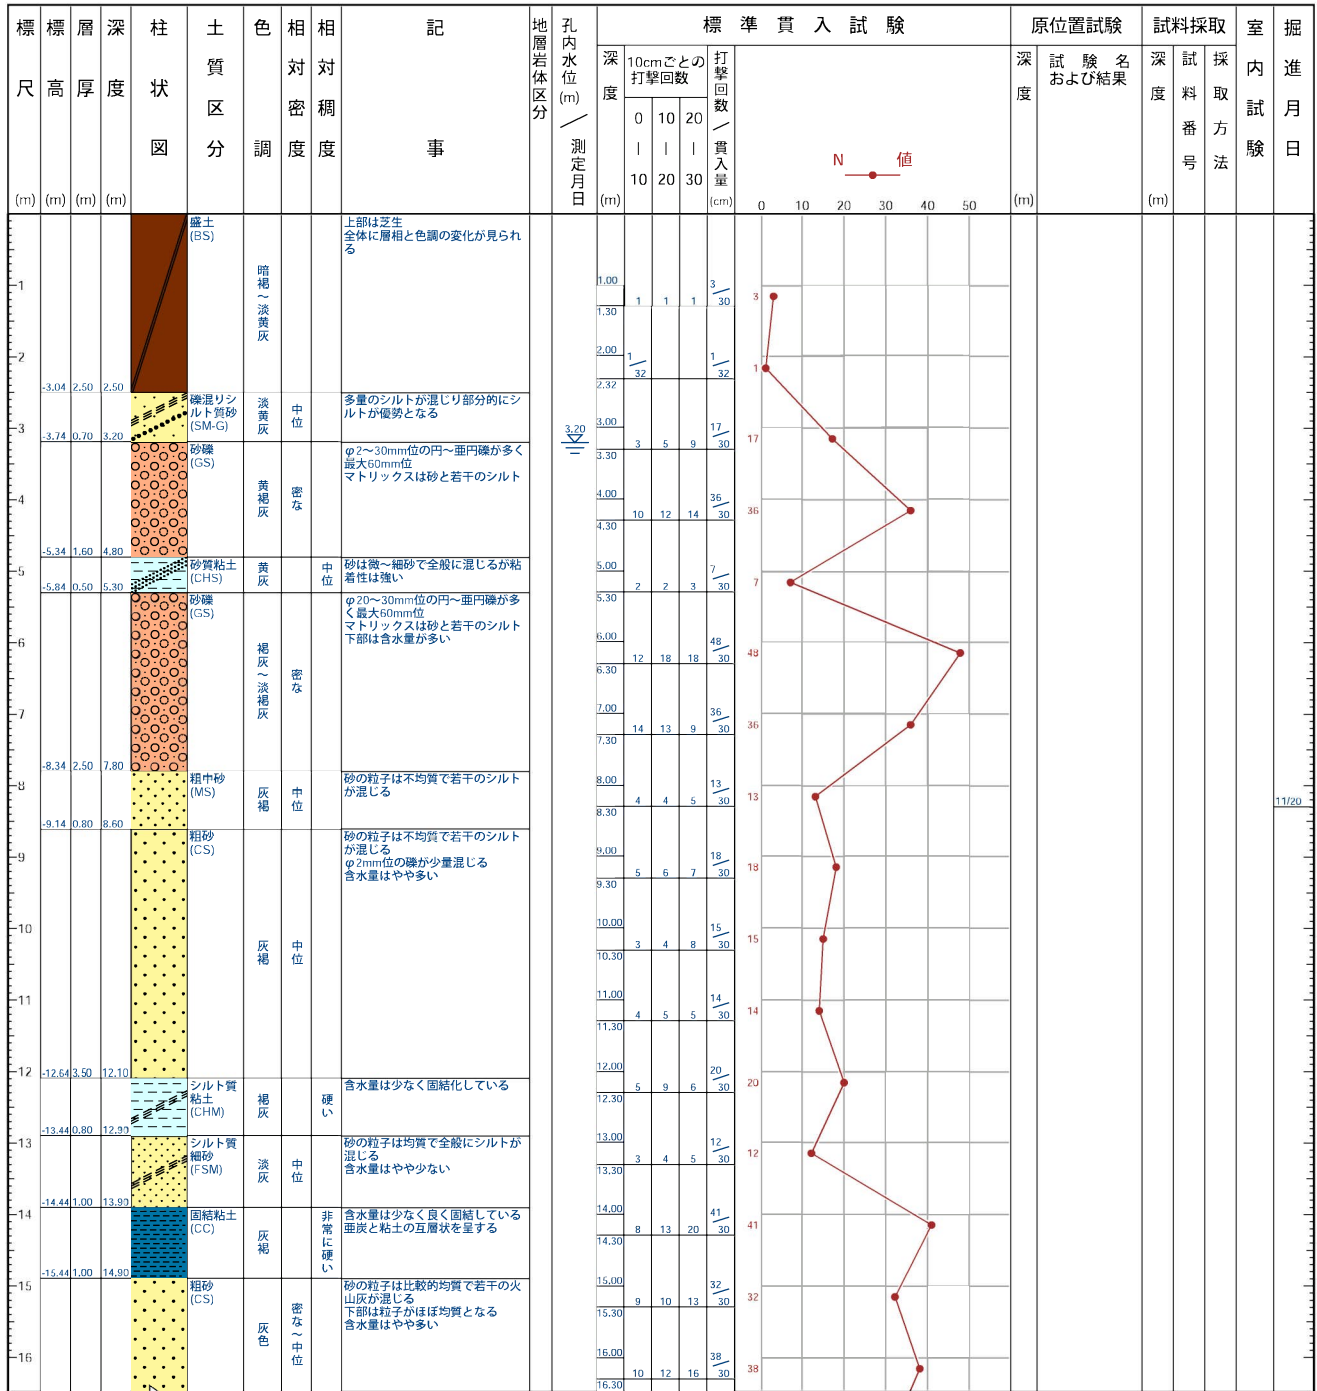 標尺 (m)
標高 (m)
層厚 (m)
深度 (m)
柱状図
土質区分
色調
相対密度
相対稠度
記事
地層岩体区分
孔内水位(m)/測定月日
標準貫入試験
深度 (m)
10cmごとの
打撃回数
0 | 10
10 | 20
20 | 30
打撃回数/貫入量 (cm)
N 値
0 10 20 30 40 50
原位置試験
深度 (m)
試験名
および結果
試料採取
深度 (m)
試料番号
採取方法
室内試験
掘進月日
盛土
(BS)
暗褐~淡黄灰
上部は芝生
全体に層相と色調の変化が見られ
る
1
1.00 3
1 1 1 30
1.30
3
2
2.00 1 1
32 32
2.32
1
-3.04 2.50 2.50
礫混りシ
ルト質砂
(SM-G)
淡黄灰
中位
多量のシルトが混じり部分的にシ
ルトが優勢となる
3
-3.74 0.70 3.20
3.20
3.00 17
3 5 9 30
3.30
17
砂礫
(GS)
黄褐灰
密な
φ2~30mm位の円~亜円礫が多く
最大60mm位
マトリックスは砂と若干のシルト
4
4.00 36
10 12 14 30
4.30
36
-5.34 1.60 4.80
砂質粘土
(CHS)
黄灰
中位
砂は微~細砂で全般に混じるが粘
着性は強い
5
-5.84 0.50 5.30
5.00 7
2 2 3 30
5.30
7
砂礫
(GS)
褐灰~淡褐灰
密な
φ20~30mm位の円~亜円礫が多
く最大60mm位
マトリックスは砂と若干のシルト
下部は含水量が多い
6
6.00 48
12 18 18 30
6.30
48
7
7.00 36
14 13 9 30
7.30
36
-8.34 2.50 7.80
粗中砂
(MS)
灰褐
中位
砂の粒子は不均質で若干のシルト
が混じる
8
8.00 13
4 4 5 30
8.30
13
11/20
-9.14 0.80 8.60
粗砂
(CS)
灰褐
中位
砂の粒子は不均質で若干のシルト
が混じる
φ2mm位の礫が少量混じる
含水量はやや多い
9
9.00 18
5 6 7 30
9.30
18
10
10.00 15
3 4 8 30
10.30
15
11
11.00 14
4 5 5 30
11.30
14
12
-12.64 3.50 12.10
12.00 20
5 9 6 30
12.30
20
シルト質
粘土
(CHM)
褐灰
硬い
含水量は少なく固結化している
-13.44 0.80 12.90
シルト質
細砂
(FSM)
淡灰
中位
砂の粒子は均質で全般にシルトが
混じる
含水量はやや少ない
13
13.00 12
3 4 5 30
13.30
12
-14.44 1.00 13.90
固結粘土
(CC)
灰褐
非常に硬い
含水量は少なく良く固結している
亜炭と粘土の互層状を呈する
14
14.00 41
8 13 20 30
14.30
41
-15.44 1.00 14.90
粗砂
(CS)
灰色
密な~中位
砂の粒子は比較的均質で若干の火
山灰が混じる
下部は粒子がほぼ均質となる
含水量はやや多い
15
15.00 32
9 10 13 30
15.30
32
16
16.00 38
10 12 16 30
16.30
38